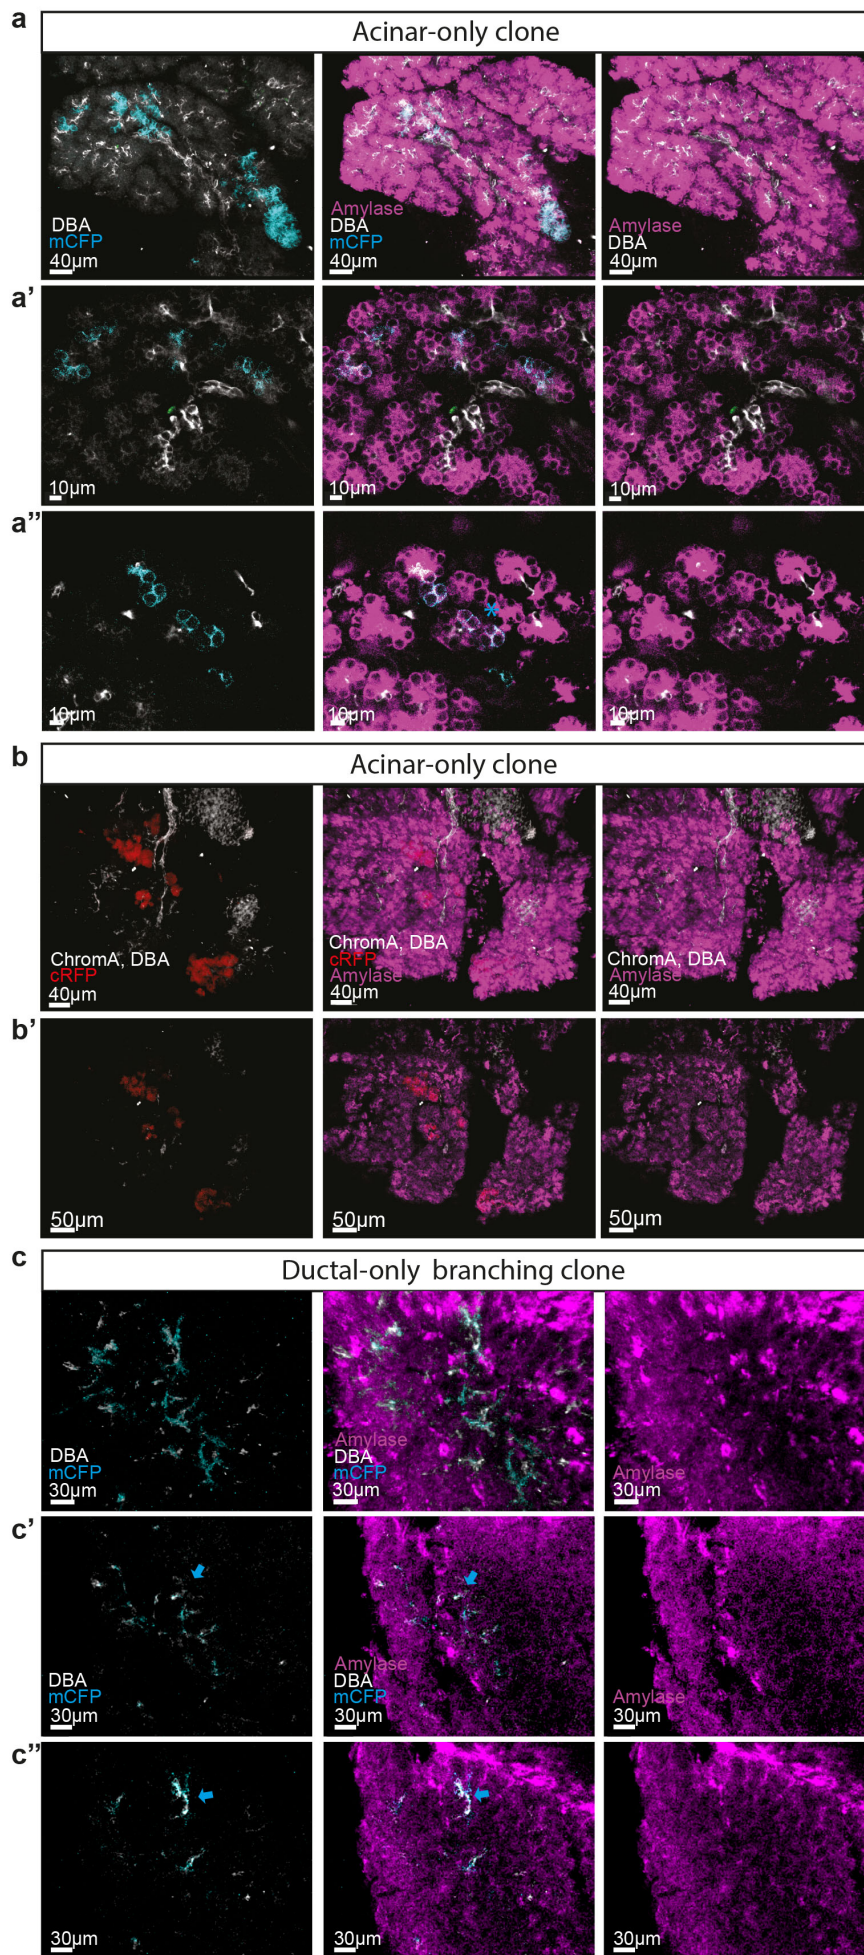 a
Acinar-only clone
DBA
mCFP
40µm
Amylase
DBA
mCFP
40µm
Amylase
DBA
40µm
a’
10µm
10µm
10µm
a”
10µm
*
10µm
10µm
b
Acinar-only clone
ChromA, DBA
cRFP
40µm
ChromA, DBA
cRFP
Amylase
40µm
ChromA, DBA
Amylase
40µm
b’
50µm
50µm
50µm
c
Ductal-only branching clone
DBA
mCFP
30µm
Amylase
DBA
mCFP
30µm
Amylase
30µm
c’
DBA
mCFP
30µm
Amylase
DBA
mCFP
30µm
Amylase
30µm
c”
30µm
30µm
30µm